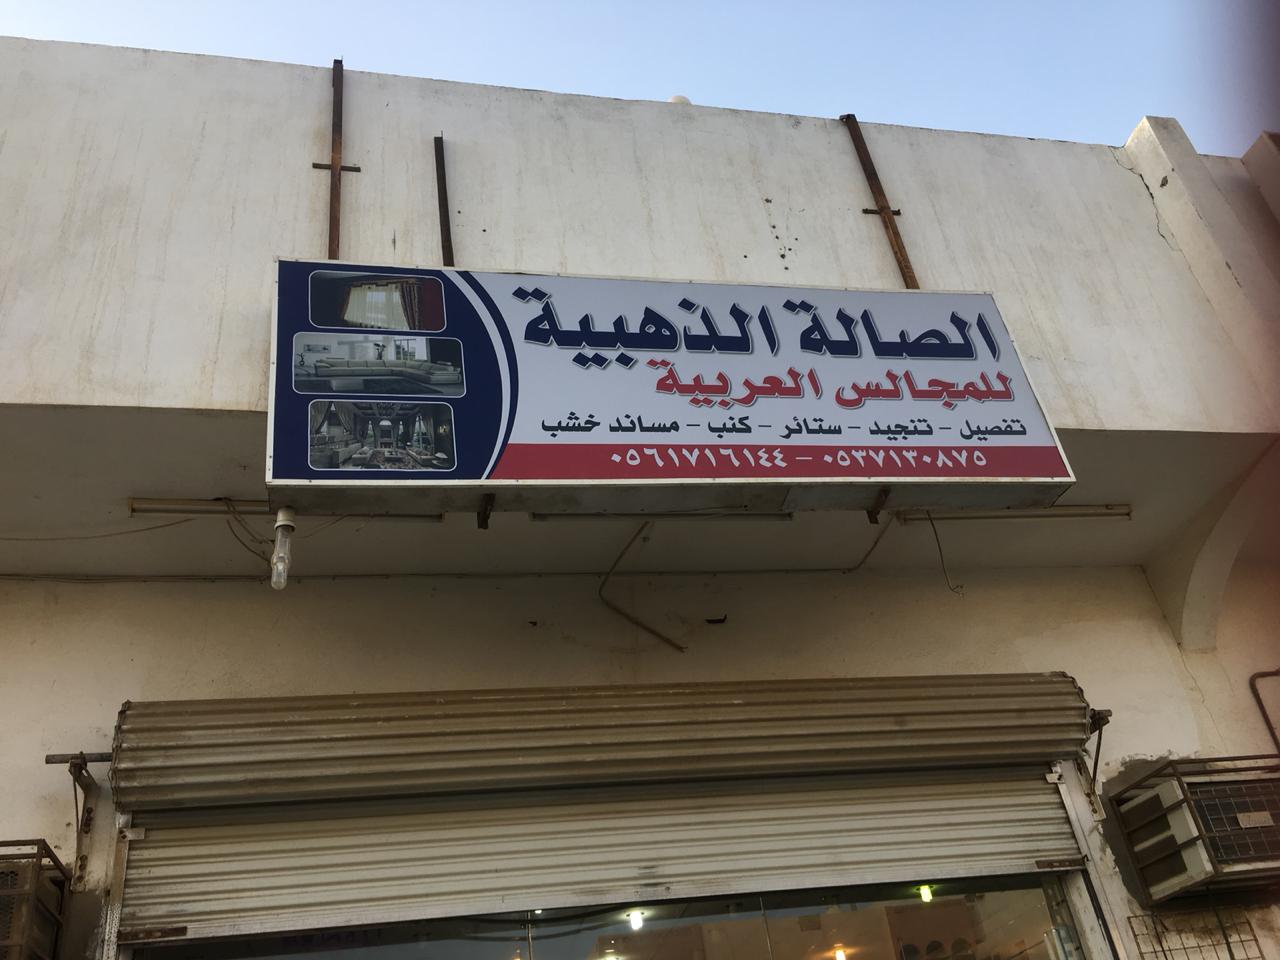 الصالة الذهبية
للمجالس العربية
تفصيل - تنجيد - ستائر - كنب - مساند خشب
٠٥٣٧١٣٠٨٧٥ - ٠٥٦١٧١٦١٤٤